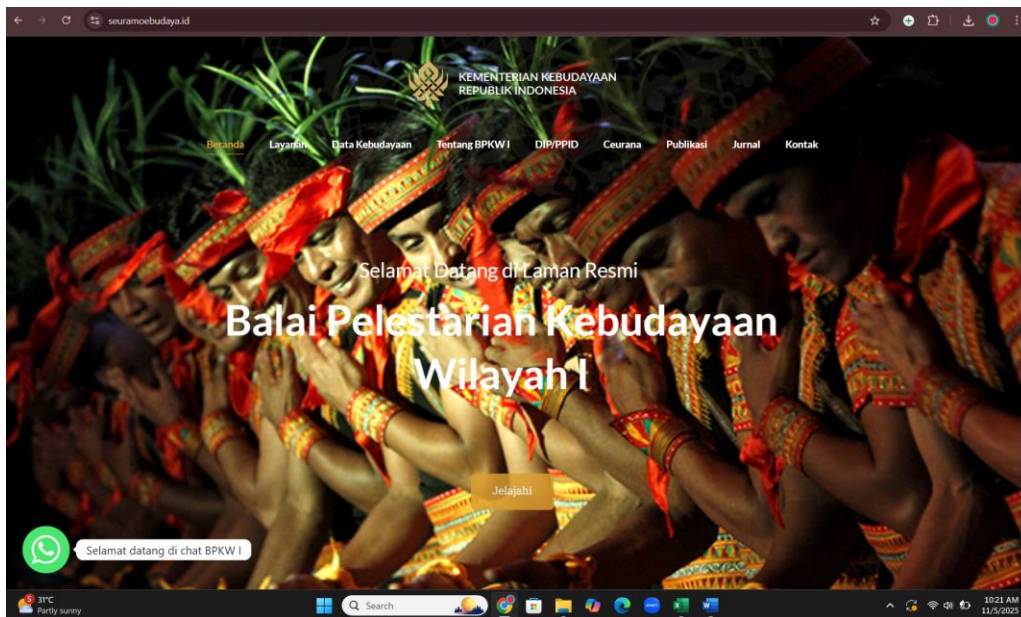 seuramoebudaya.id
KEMENTERIAN KEBUDAYAAN
REPUBLIK INDONESIA
Beranda Layanan Data Kebudayaan Tentang BPKW I DIP/PPID Ceurana Publikasi Jurnal Kontak
Selamat Datang di Laman Resmi
Balai Pelestarian Kebudayaan
Wilayah I
Jelajahi
Selamat datang di chat BPKW I
5
31°C
Partly sunny
Search
10:21 AM
11/5/2025